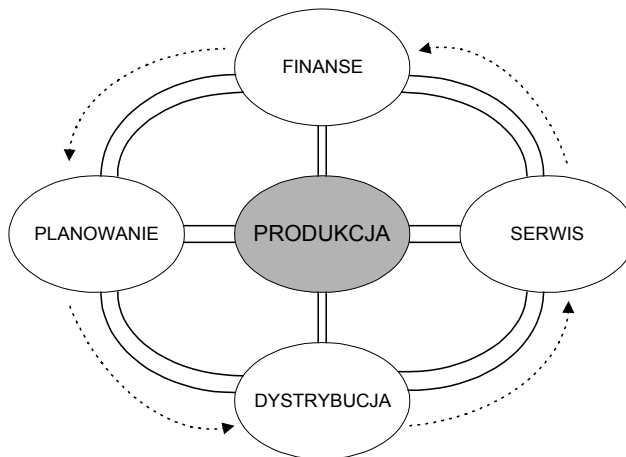 FINANSE
PLANOWANIE
PRODUKCJA
SERWIS
DYSTRYBUCJA